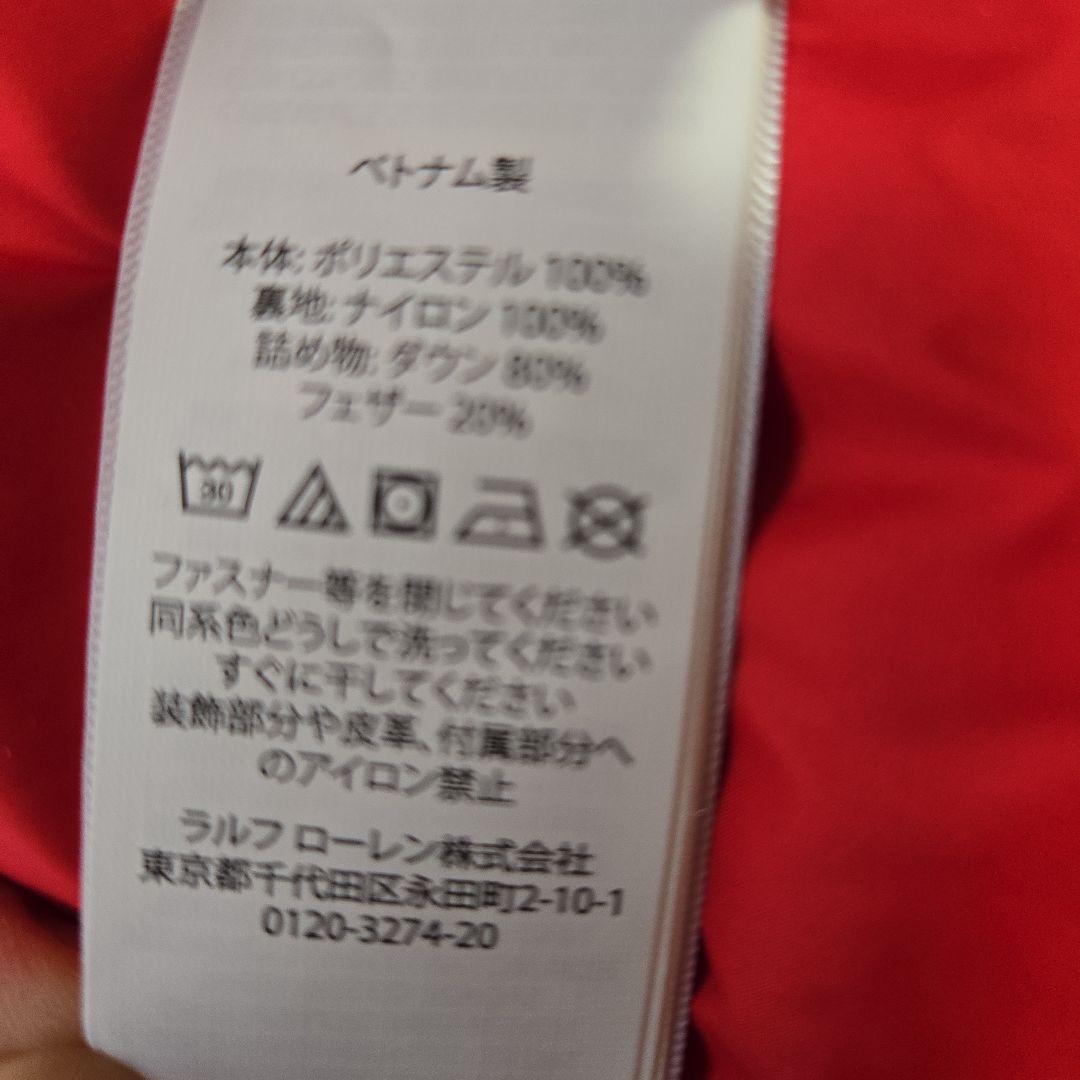 ベトナム製
本体: ポリエステル 100%
裏地: ナイロン 100%
詰め物: ダウン 80%
フェザー 20%
30
ファスナー等を閉じてください
同系色どうしで洗ってください
すぐに干してください
装飾部分や皮革、付属部分へ
のアイロン禁止
ラルフ ローレン株式会社
東京都千代田区永田町2-10-1
0120-3274-20